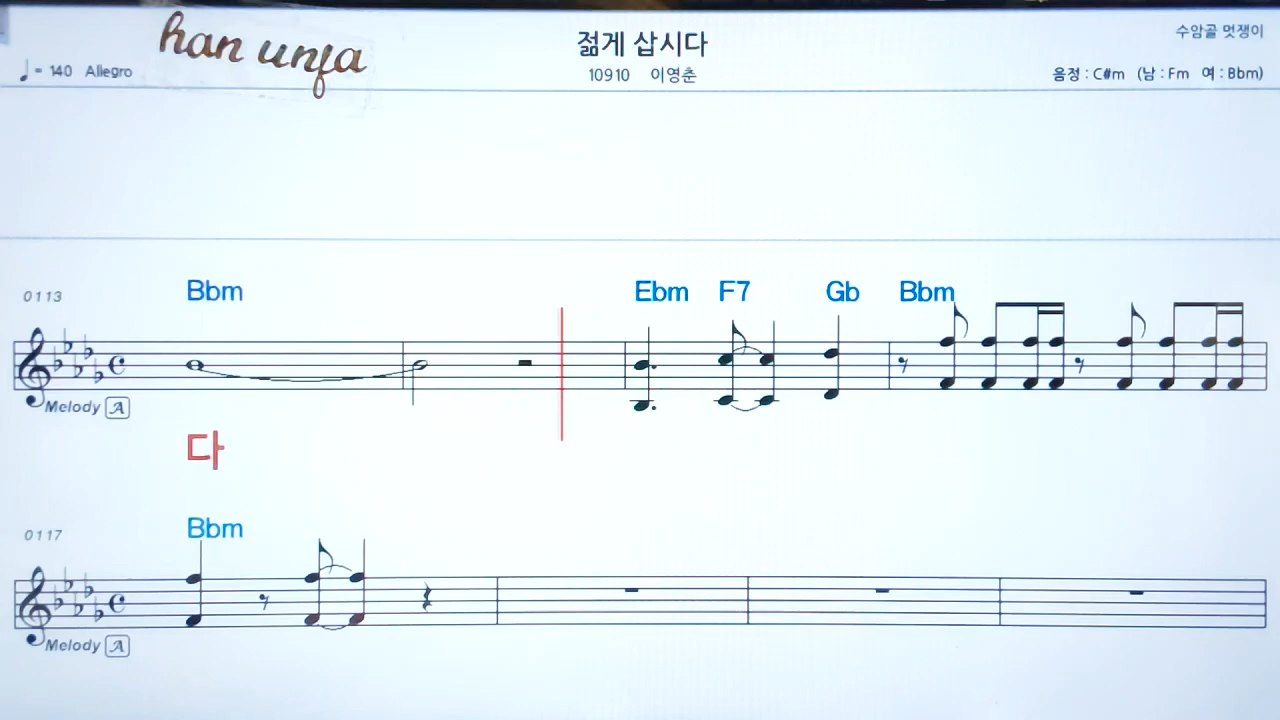 han unja
젊게 삽시다
수암골 멋쟁이
♩ = 140 Allegro
10910 이영춘
음정 : C#m (남 : Fm 여 : Bbm)
0113
Bbm Ebm F7 Gb Bbm
Melody A
다
0117
Bbm
Melody A